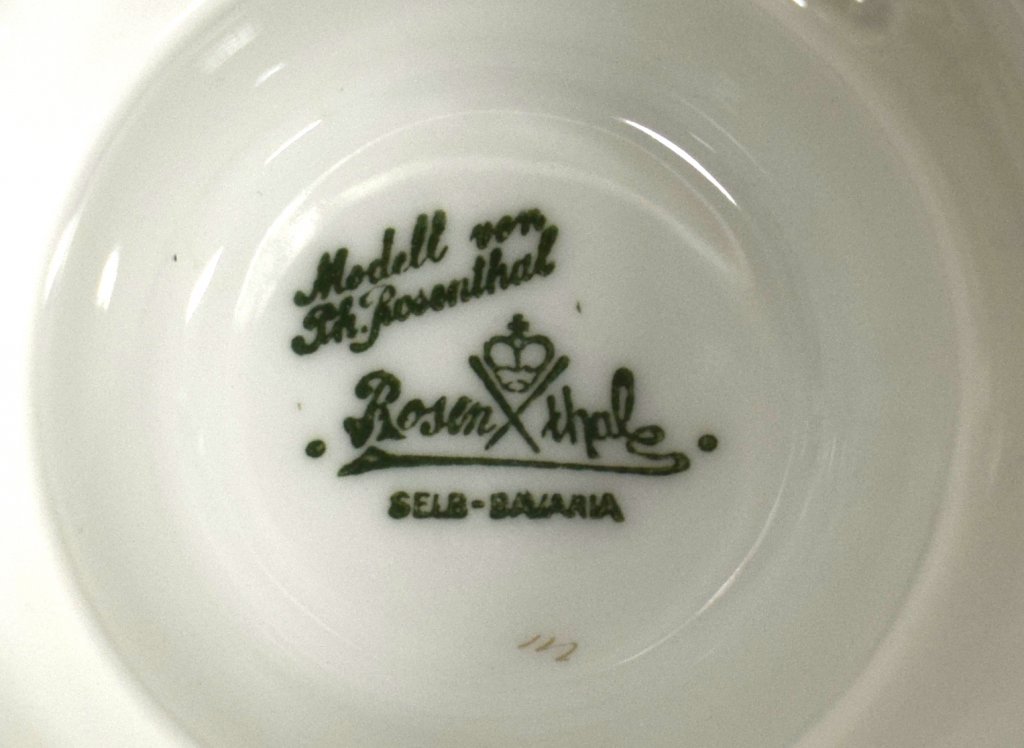 Modell von
Ph. Rosenthal
Rosenthal
SELB - BAVARIA